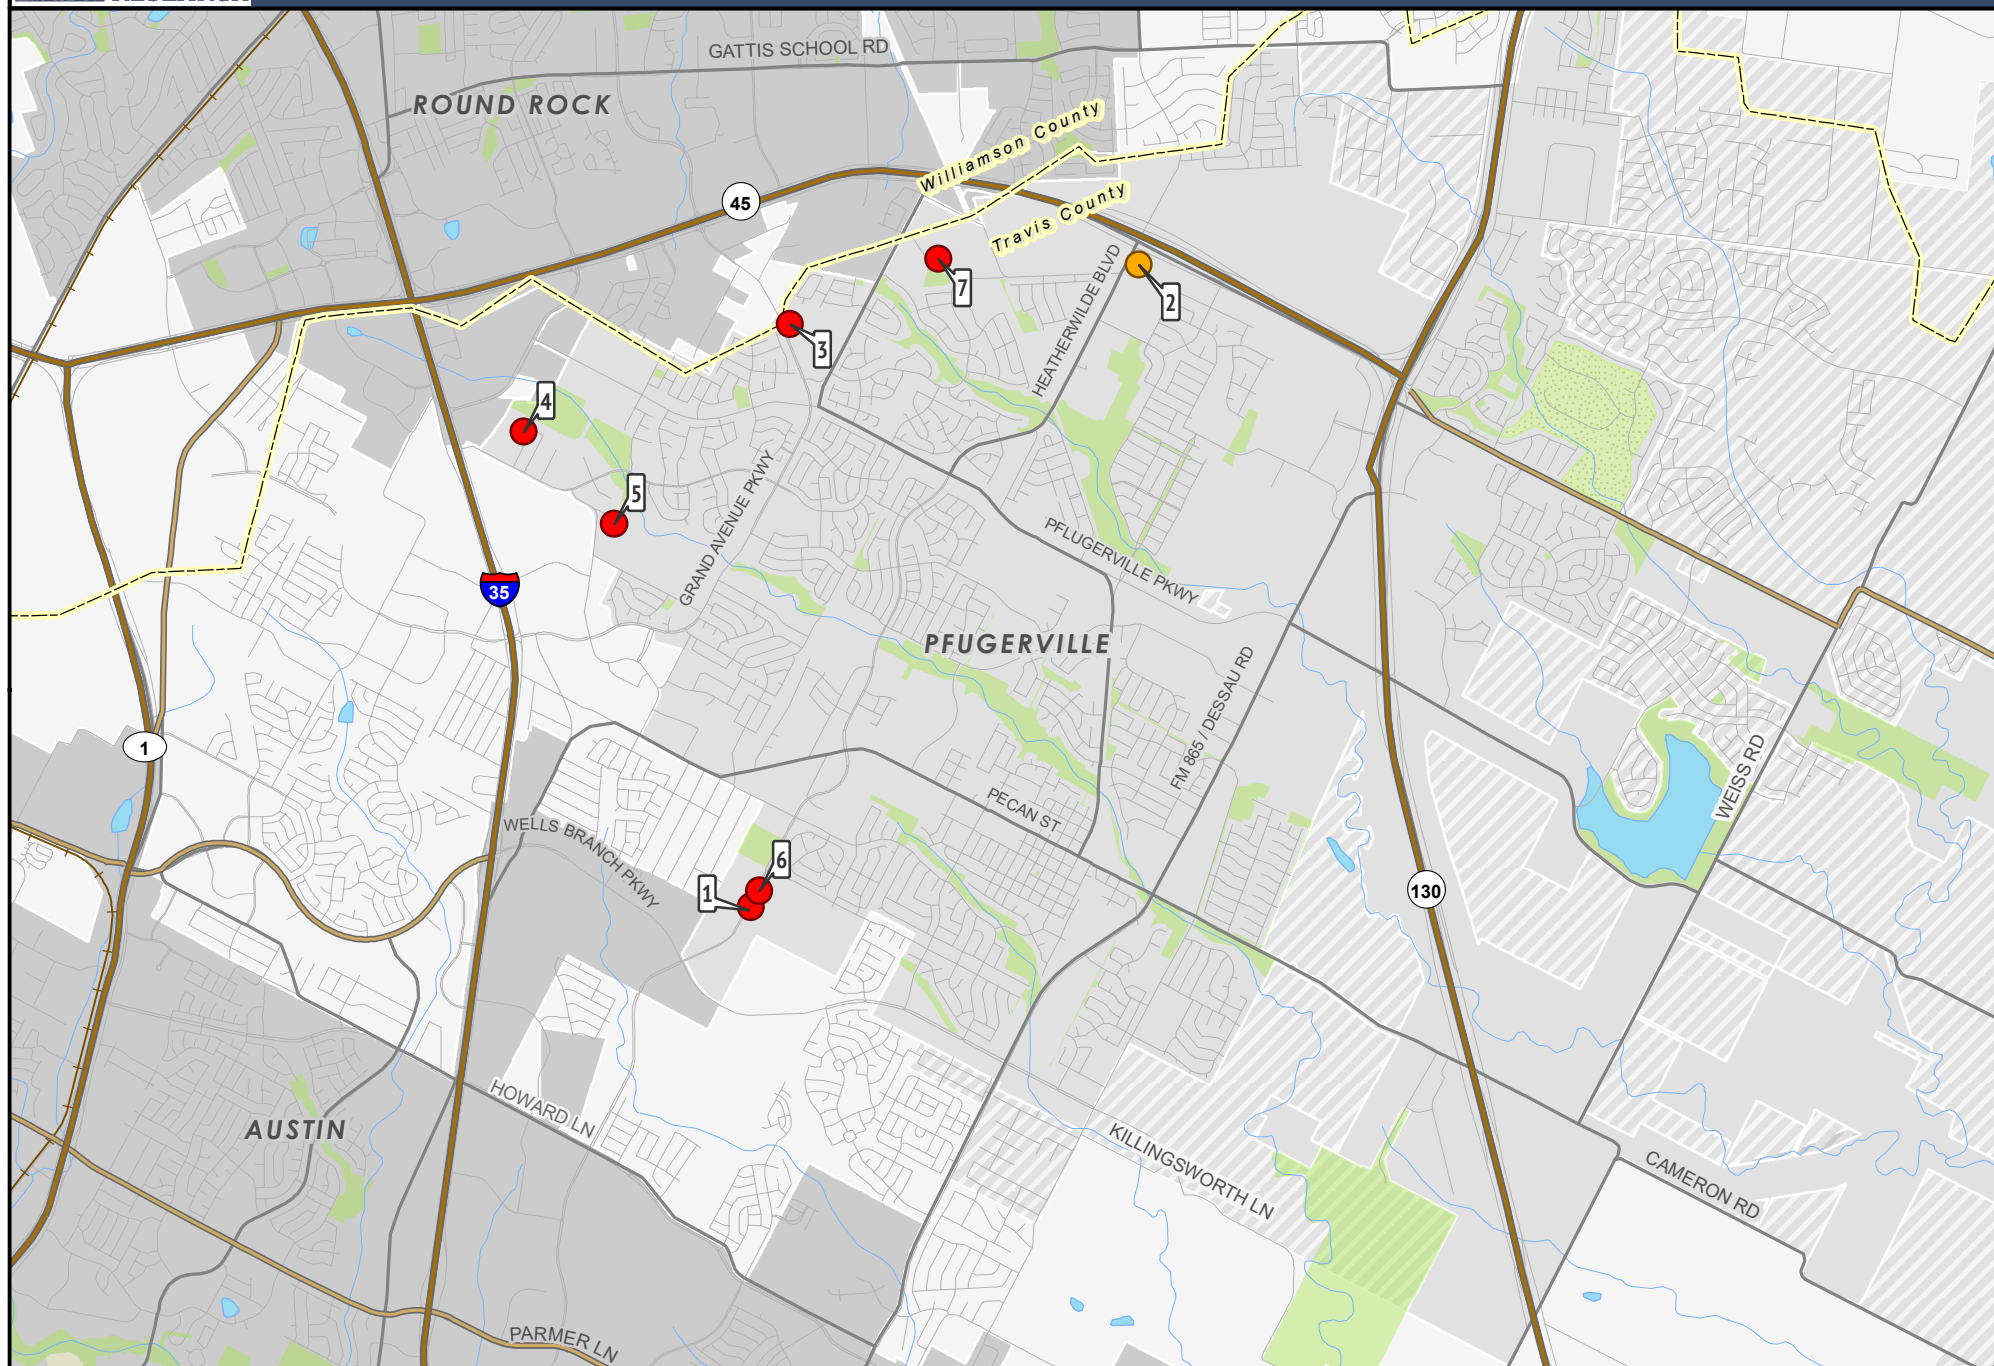 GATTIS SCHOOL RD
ROUND ROCK
Williamson County
45
Travis County
HEATHERWILDE BLVD
7
2
3
4
GRAND AVENUE PKWY
5
PFLUGERVILLE PKWY
35
PFUGERVILLE
FM 865 / DESSAU RD
1
WEISS RD
PECAN ST
WELLS BRANCH PKWY
6
1
130
HOWARD LN
AUSTIN
KILLINGSWORTH LN
CAMERON RD
PARMER LN